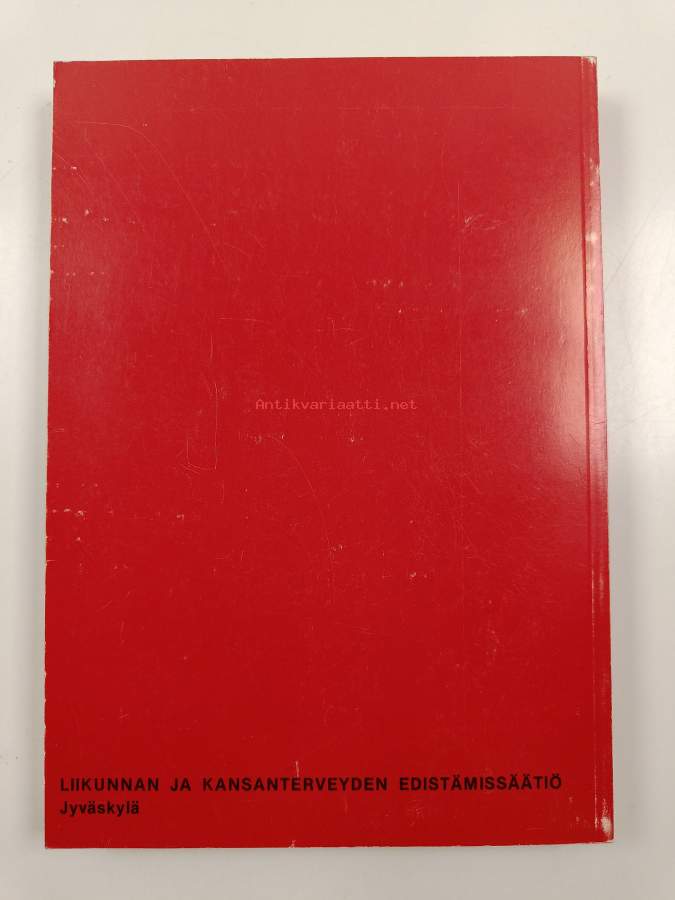 Antikvariaatti.net
LIIKUNNAN JA KANSANTERVEYDEN EDISTÄMISSÄÄTIÖ
Jyväskylä